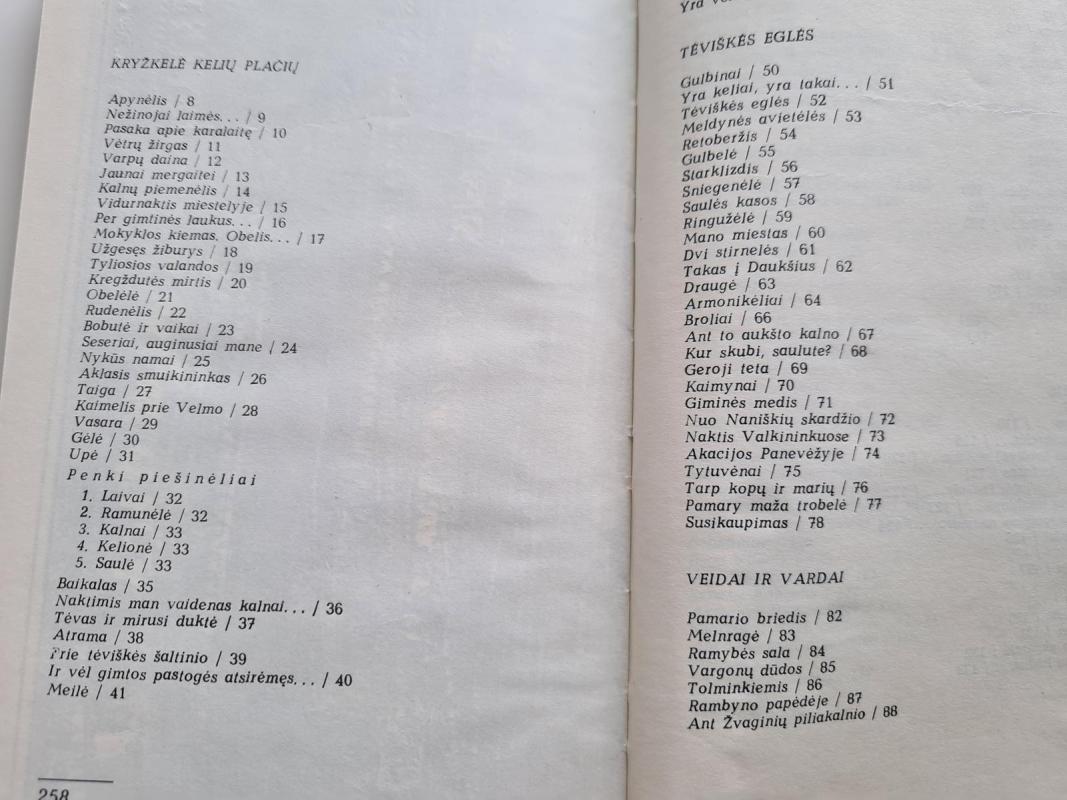 KRYŽKELĖ KELIŲ PLAČIŲ
Apynėlis / 8
Nežinojai laimės... / 9
Pasaka apie karalaitę / 10
Vėtrų žirgas / 11
Varpų daina / 12
Jaunai mergaitei / 13
Kalnų piemenėlis / 14
Vidurnaktis miestelyje / 15
Per gimtinės laukus... / 16
Mokyklos kiemas. Obelis... / 17
Užgesęs žiburys / 18
Tyliosios valandos / 19
Kregždutės mirtis / 20
Obelėlė / 21
Rudenėlis / 22
Bobutė ir vaikai / 23
Seseriai, auginusiai mane / 24
Nykūs namai / 25
Aklasis smuikininkas / 26
Taiga / 27
Kaimelis prie Velmo / 28
Vasara / 29
Gėlė / 30
Upė / 31
Penki piešinėliai
1. Laivai / 32
2. Ramunėlė / 32
3. Kalnai / 33
4. Kelionė / 33
5. Saulė / 33
Baikalas / 35
Naktimis man vaidenas kalnai... / 36
Tėvas ir mirusi duktė / 37
Atrama / 38
Prie tėviškės šaltinio / 39
Ir vėl gimtos pastogės atsirėmęs... / 40
Meilė / 41
258
Yra
TĖVIŠKĖS EGLĖS
Gulbinai / 50
Yra keliai, yra takai... / 51
Tėviškės eglės / 52
Meldynės avietėlės / 53
Retoberžis / 54
Gulbelė / 55
Starklizdis / 56
Sniegenėlė / 57
Saulės kasos / 58
Ringužėlė / 59
Mano miestas / 60
Dvi stirnelės / 61
Takas į Daukšius / 62
Draugė / 63
Armonikėliai / 64
Broliai / 66
Ant to aukšto kalno / 67
Kur skubi, saulute? / 68
Geroji teta / 69
Kaimynai / 70
Giminės medis / 71
Nuo Naniškių skardžio / 72
Naktis Valkininkuose / 73
Akacijos Panevėžyje / 74
Tytuvėnai / 75
Tarp kopų ir marių / 76
Pamary maža trobelė / 77
Susikaupimas / 78
VEIDAI IR VARDAI
Pamario briedis / 82
Melnragė / 83
Ramybės sala / 84
Vargonų dūdos / 85
Tolminkiemis / 86
Rambyno papėdėje / 87
Ant Žvaginių piliakalnio / 88